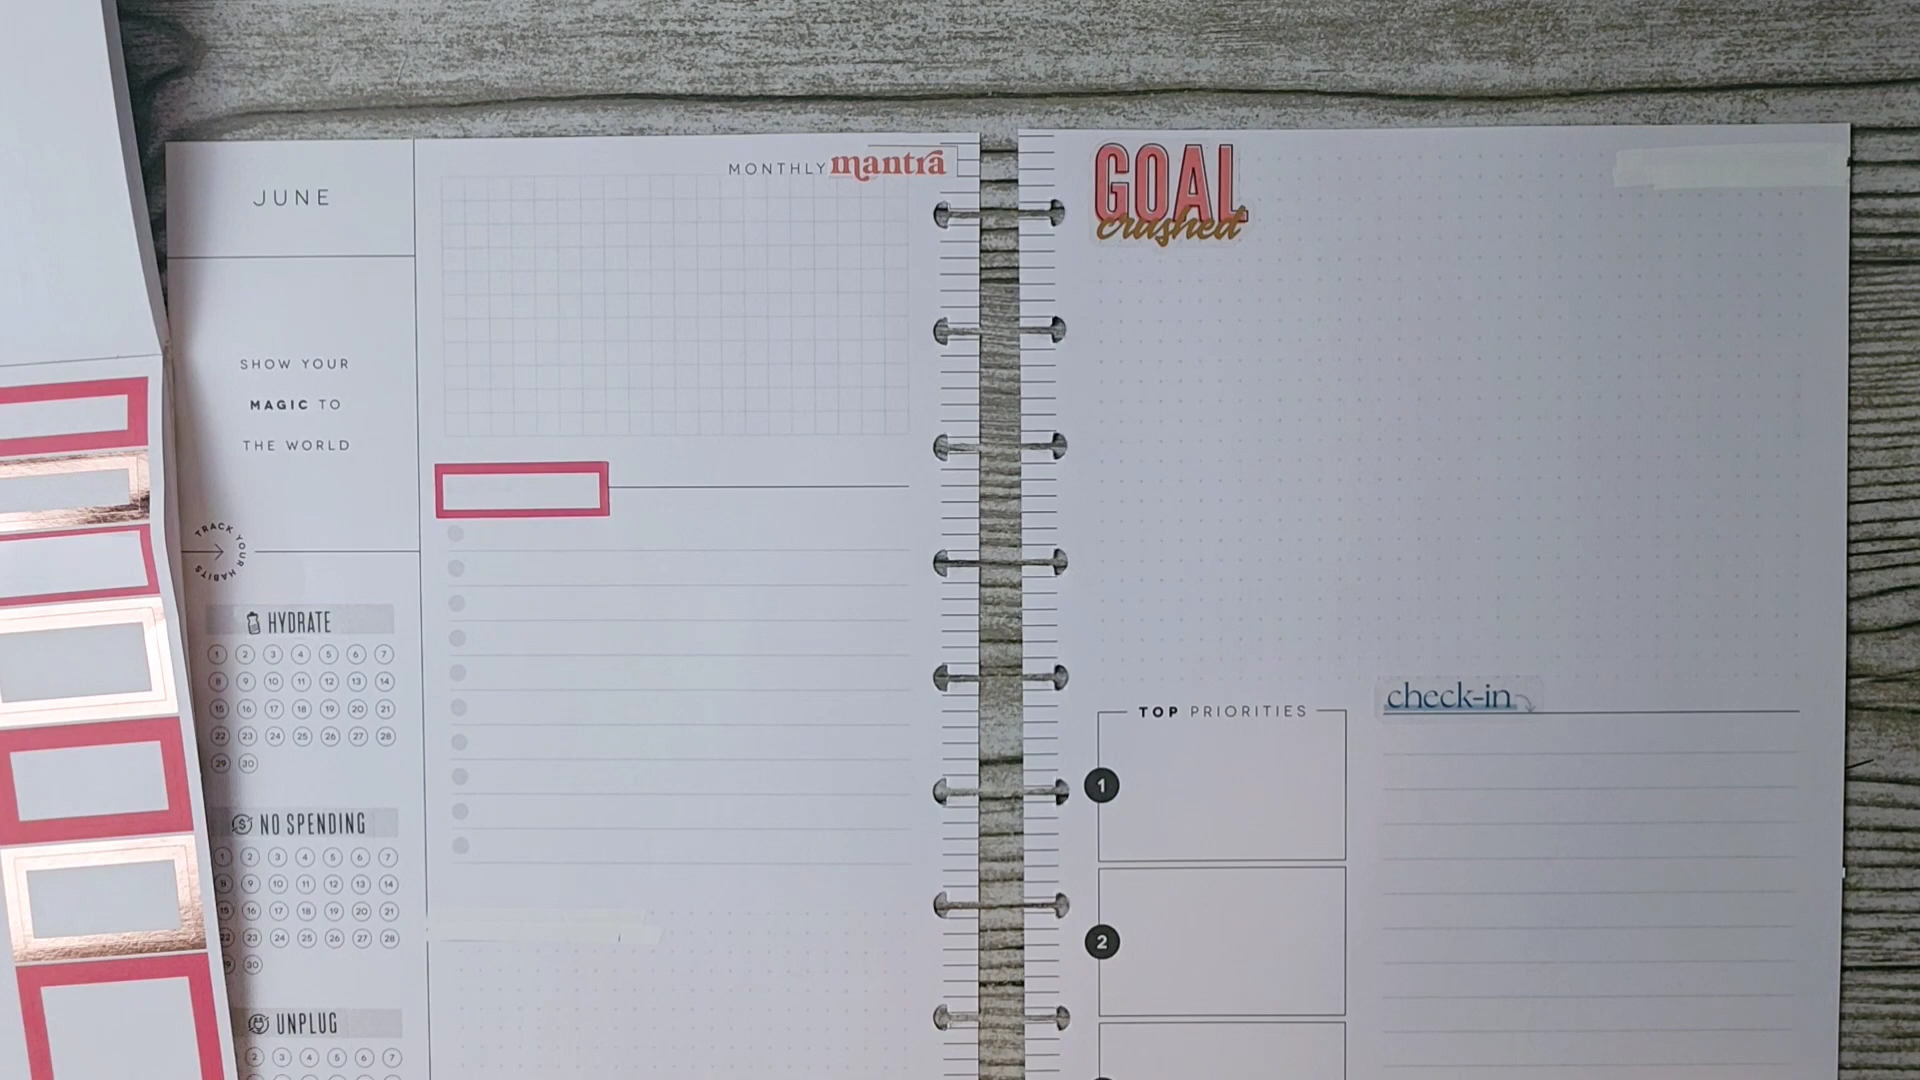 JUNE
SHOW YOUR
MAGIC TO
THE WORLD
TRACK YOUR HABITS
HYDRATE
1 2 3 4 5 6 7
8 9 10 11 12 13 14
15 16 17 18 19 20 21
22 23 24 25 26 27 28
29 30
NO SPENDING
1 2 3 4 5 6 7
8 9 10 11 12 13 14
15 16 17 18 19 20 21
22 23 24 25 26 27 28
29 30
UNPLUG
2 3 4 5 6 7
MONTHLY mantra
GOAL
crushed
TOP PRIORITIES
1
2
check-in